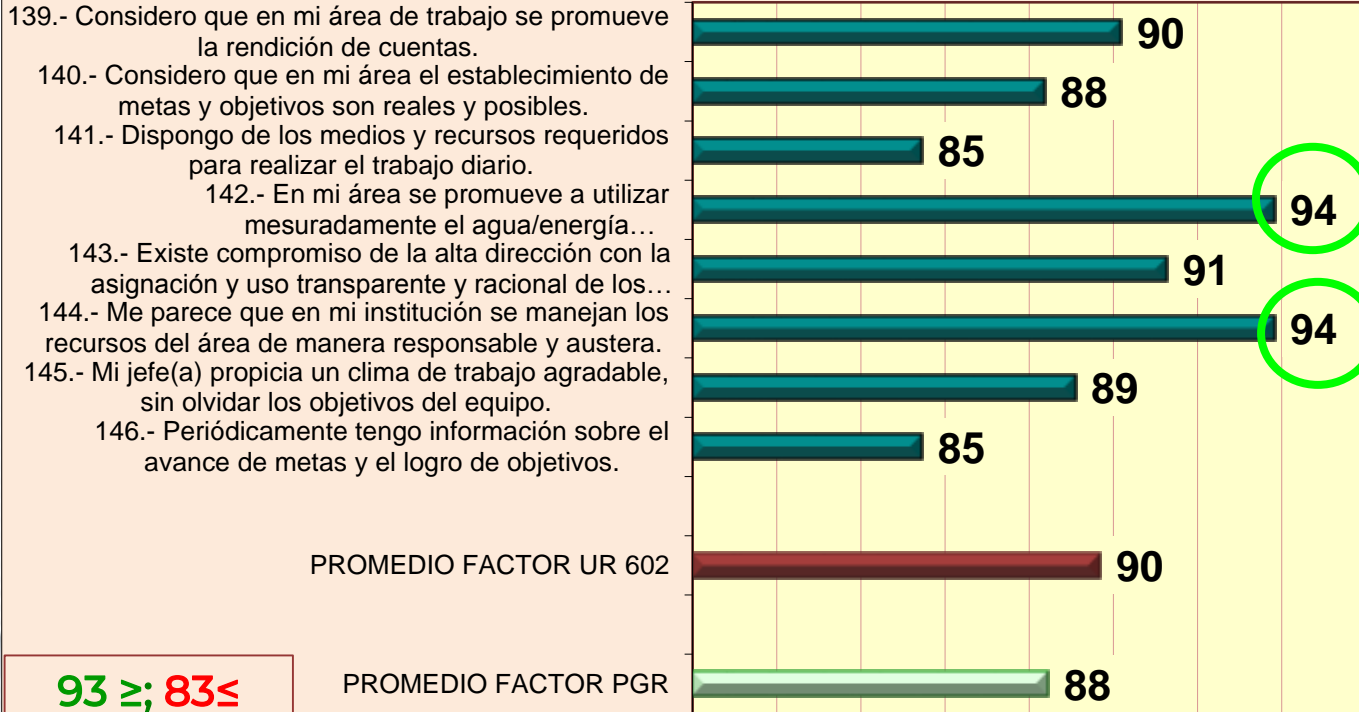 139.- Considero que en mi área de trabajo se promueve
la rendición de cuentas.
90
140.- Considero que en mi área el establecimiento de
metas y objetivos son reales y posibles.
88
141.- Dispongo de los medios y recursos requeridos
para realizar el trabajo diario.
85
142.- En mi área se promueve a utilizar
mesuradamente el agua/energía…
94
143.- Existe compromiso de la alta dirección con la
asignación y uso transparente y racional de los…
91
144.- Me parece que en mi institución se manejan los
recursos del área de manera responsable y austera.
94
145.- Mi jefe(a) propicia un clima de trabajo agradable,
sin olvidar los objetivos del equipo.
89
146.- Periódicamente tengo información sobre el
avance de metas y el logro de objetivos.
85
PROMEDIO FACTOR UR 602
90
93 ≥; 83≤
PROMEDIO FACTOR PGR
88